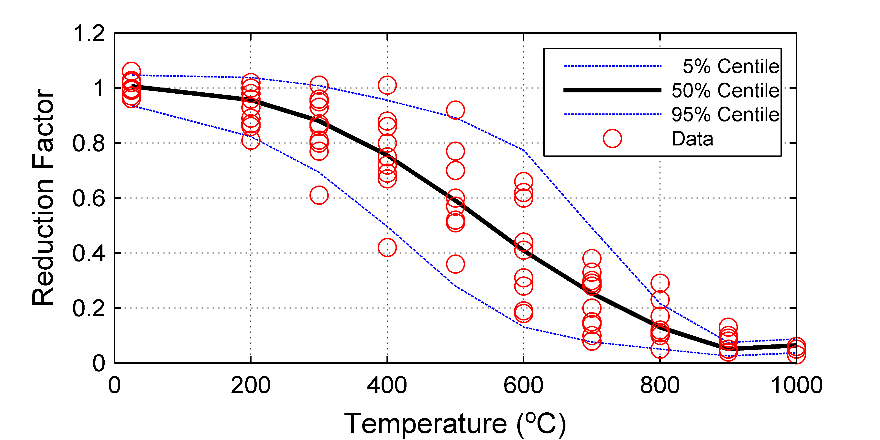 1.2
1
0.8
0.6
0.4
0.2
0
0 200 400 600 800 1000
Reduction Factor
Temperature (ºC)
5% Centile
50% Centile
95% Centile
Data